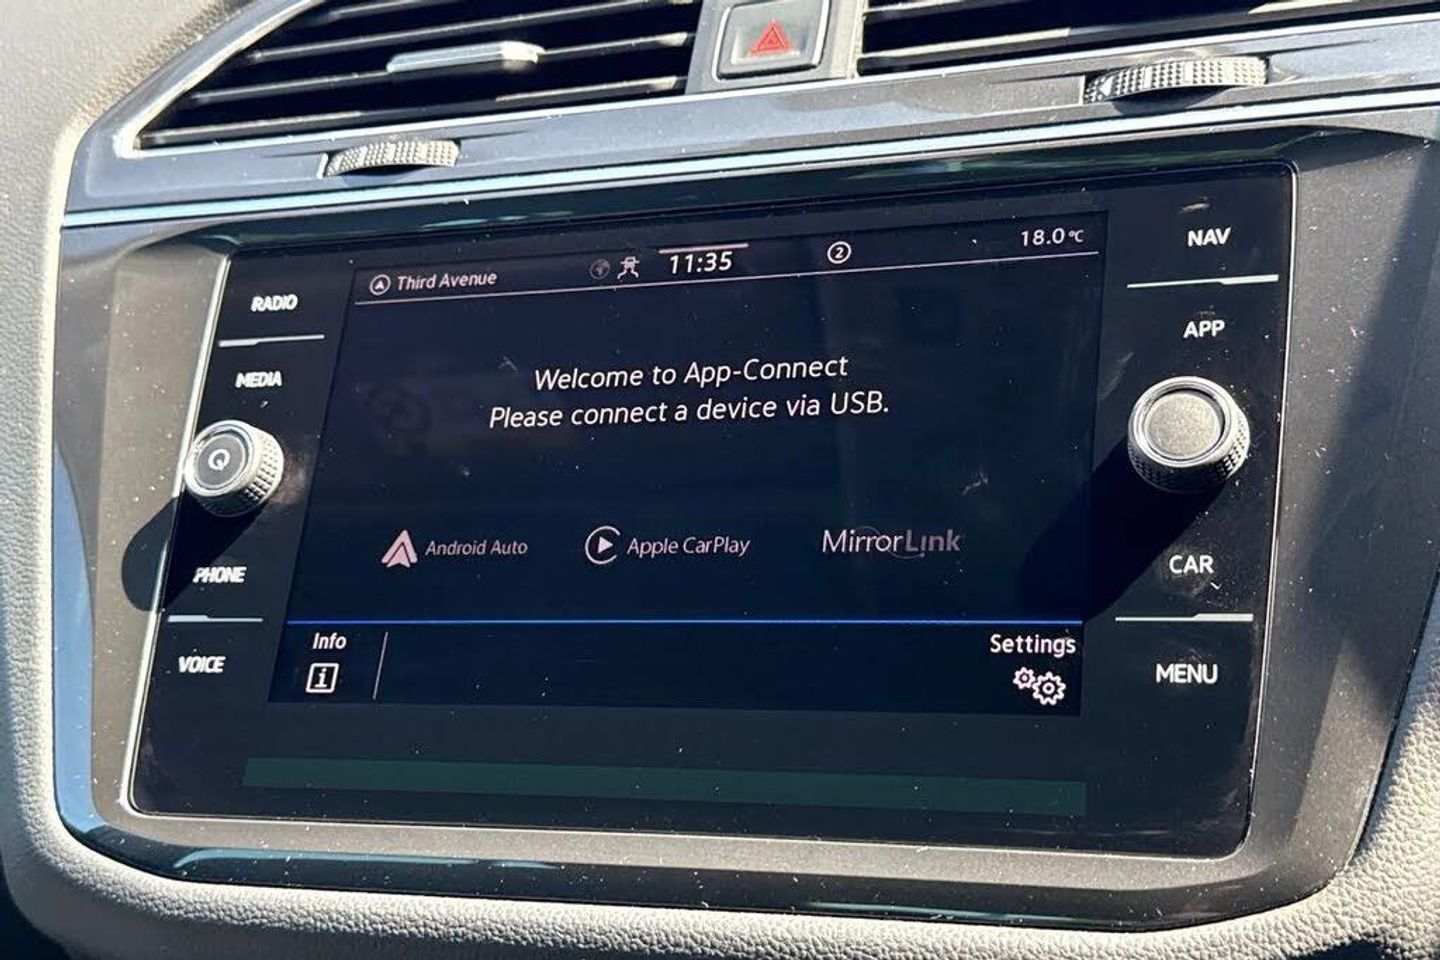 Third Avenue 11:35 2 18.0°C
NAV
RADIO
APP
MEDIA
Welcome to App-Connect
Please connect a device via USB.
Android Auto Apple CarPlay MirrorLink
PHONE
CAR
VOICE
Info
Settings
MENU